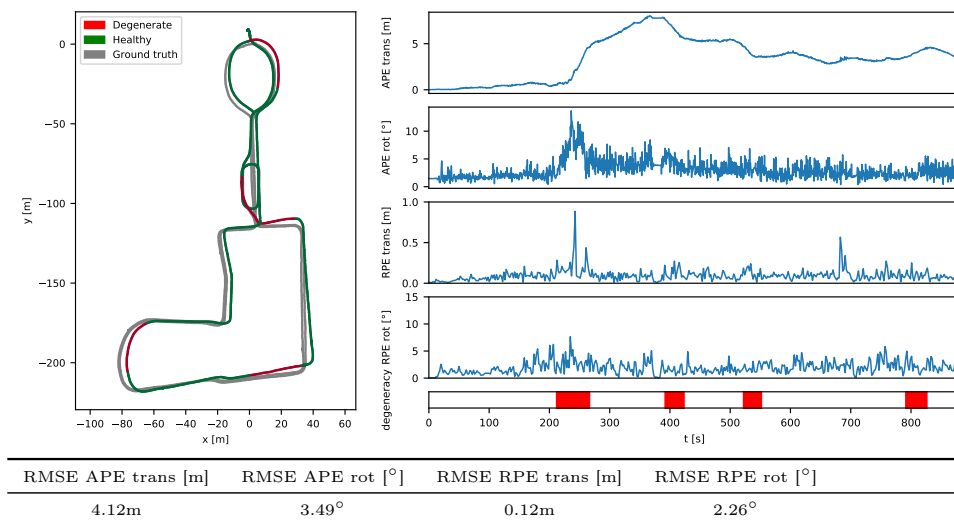 Degenerate
Healthy
Ground truth
0
−50
−100
−150
−200
y [m]
−100 −80 −60 −40 −20 0 20 40 60
x [m]
5
0
APE trans [m]
10
5
0
APE rot [°]
1.0
0.5
0.0
RPE trans [m]
15
10
5
0
RPE rot [°]
degeneracy
0 100 200 300 400 500 600 700 800
t [s]
RMSE APE trans [m] RMSE APE rot [°] RMSE RPE trans [m] RMSE RPE rot [°]
4.12m 3.49° 0.12m 2.26°